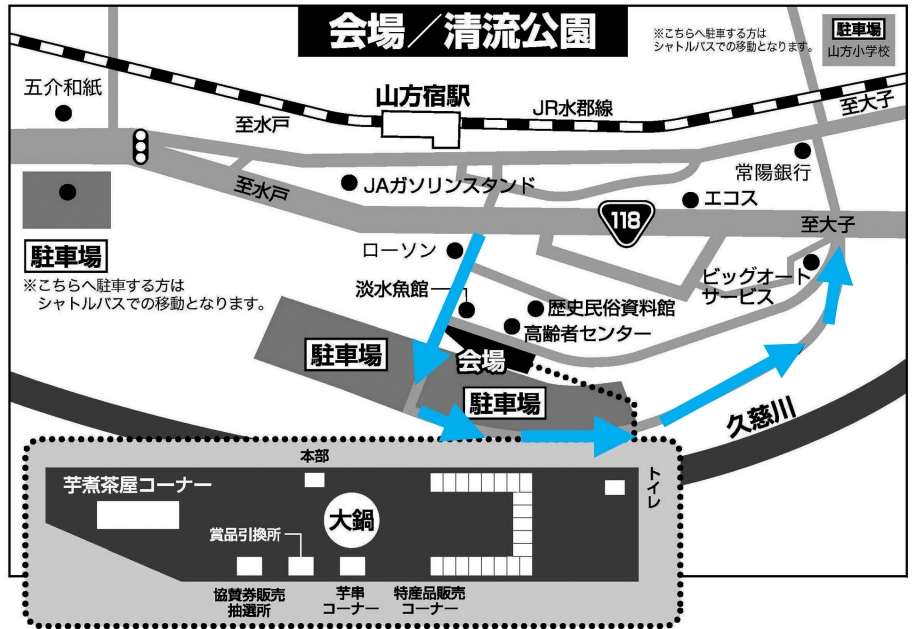 会場／清流公園
※こちらへ駐車する方は
シャトルバスでの移動となります。
駐車場
山方小学校
五介和紙
山方宿駅
JR水郡線
至大子
至水戸
常陽銀行
至水戸
JAガソリンスタンド
エコス
118
至大子
駐車場
※こちらへ駐車する方は
シャトルバスでの移動となります。
ローソン
ビッグオート
サービス
淡水魚館
歴史民俗資料館
高齢者センター
駐車場
会場
駐車場
久慈川
本部
トイレ
芋煮茶屋コーナー
大鍋
賞品引換所
協賛券販売
抽選所
芋串
コーナー
特産品販売
コーナー